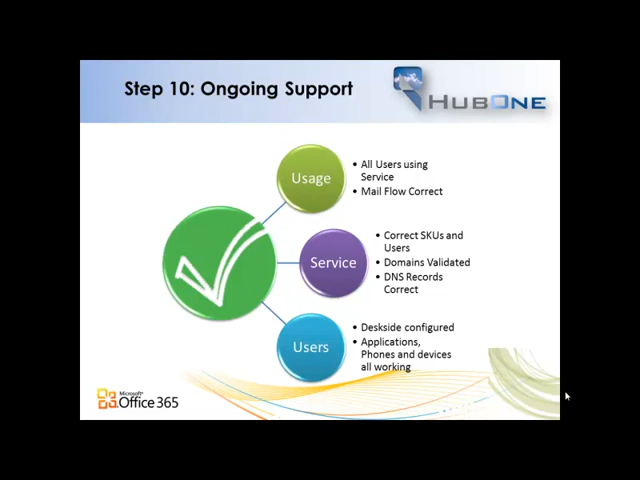 Step 10: Ongoing Support
HUBONE
Usage
• All Users using
Service
• Mail Flow Correct
Service
• Correct SKUs and
Users
• Domains Validated
• DNS Records
Correct
Users
• Deskside configured
• Applications,
Phones and devices
all working
Microsoft
Office 365